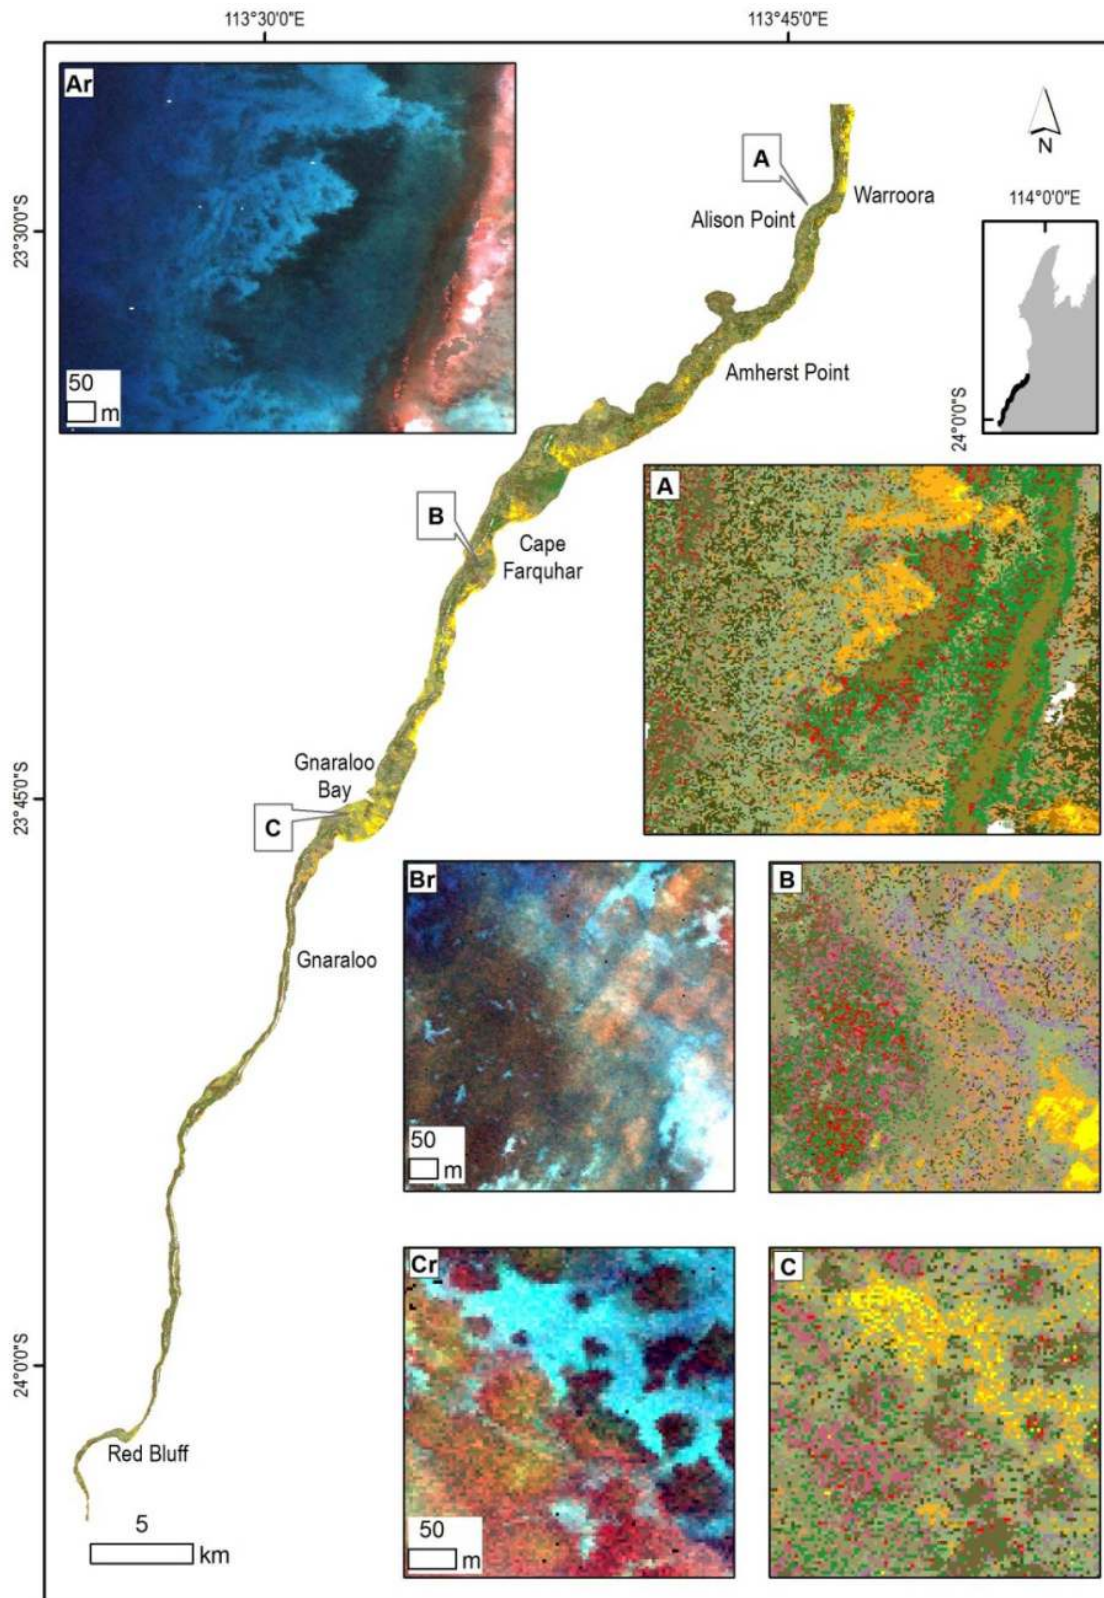 113°30'0"E
113°45'0"E
Ar
A
N
Warroora
Alison Point
114°0'0"E
23°30'0"S
50
m
Amherst Point
24°0'0"S
A
B
Cape
Farquhar
Gnaraloo
Bay
23°45'0"S
C
Br
B
Gnaraloo
50
m
Cr
C
24°0'0"S
Red Bluff
5
km
50
m